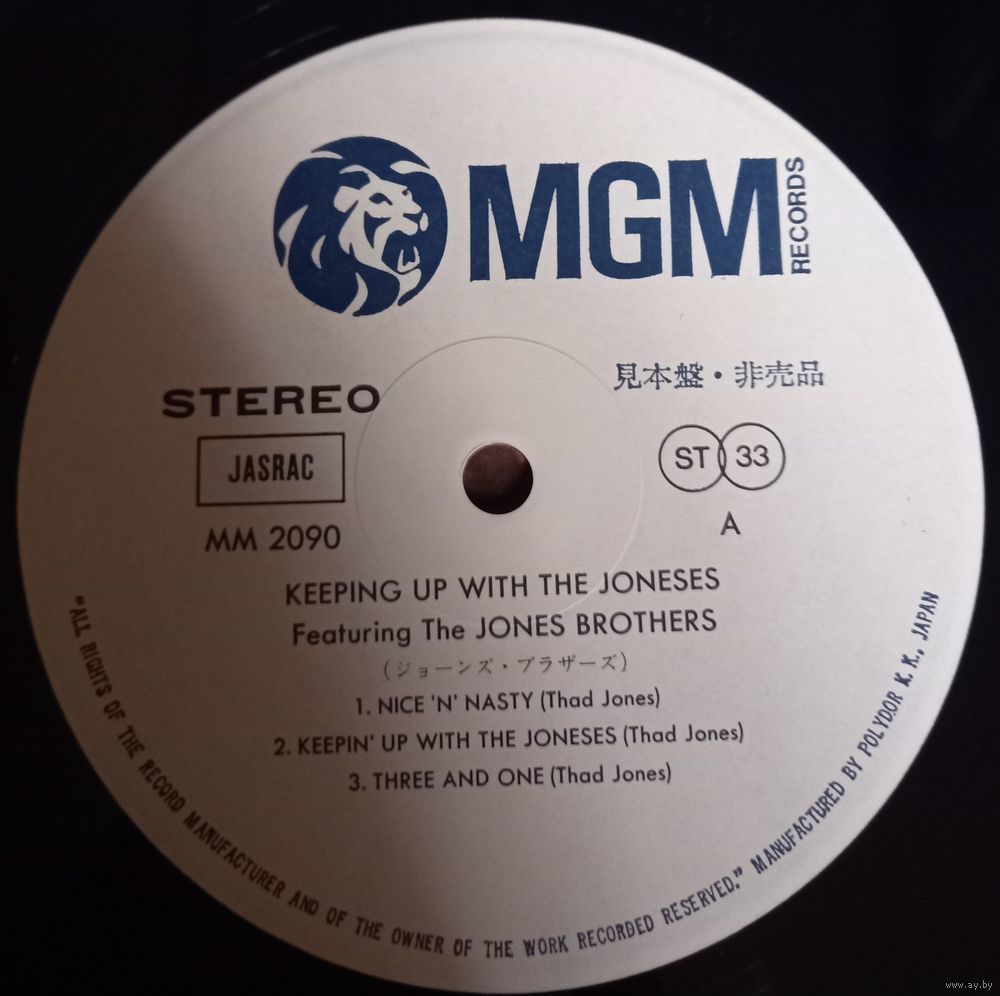 MGM RECORDS
見本盤・非売品
STEREO
JASRAC
ST 33
MM 2090
A
KEEPING UP WITH THE JONESES
Featuring The JONES BROTHERS
(ジョーンズ・ブラザーズ)
1. NICE 'N' NASTY (Thad Jones)
2. KEEPIN' UP WITH THE JONESES (Thad Jones)
3. THREE AND ONE (Thad Jones)
"ALL RIGHTS OF THE RECORD MANUFACTURER AND OF THE OWNER OF THE WORK RECORDED RESERVED." MANUFACTURED BY POLYDOR K.K., JAPAN
www.ay.by